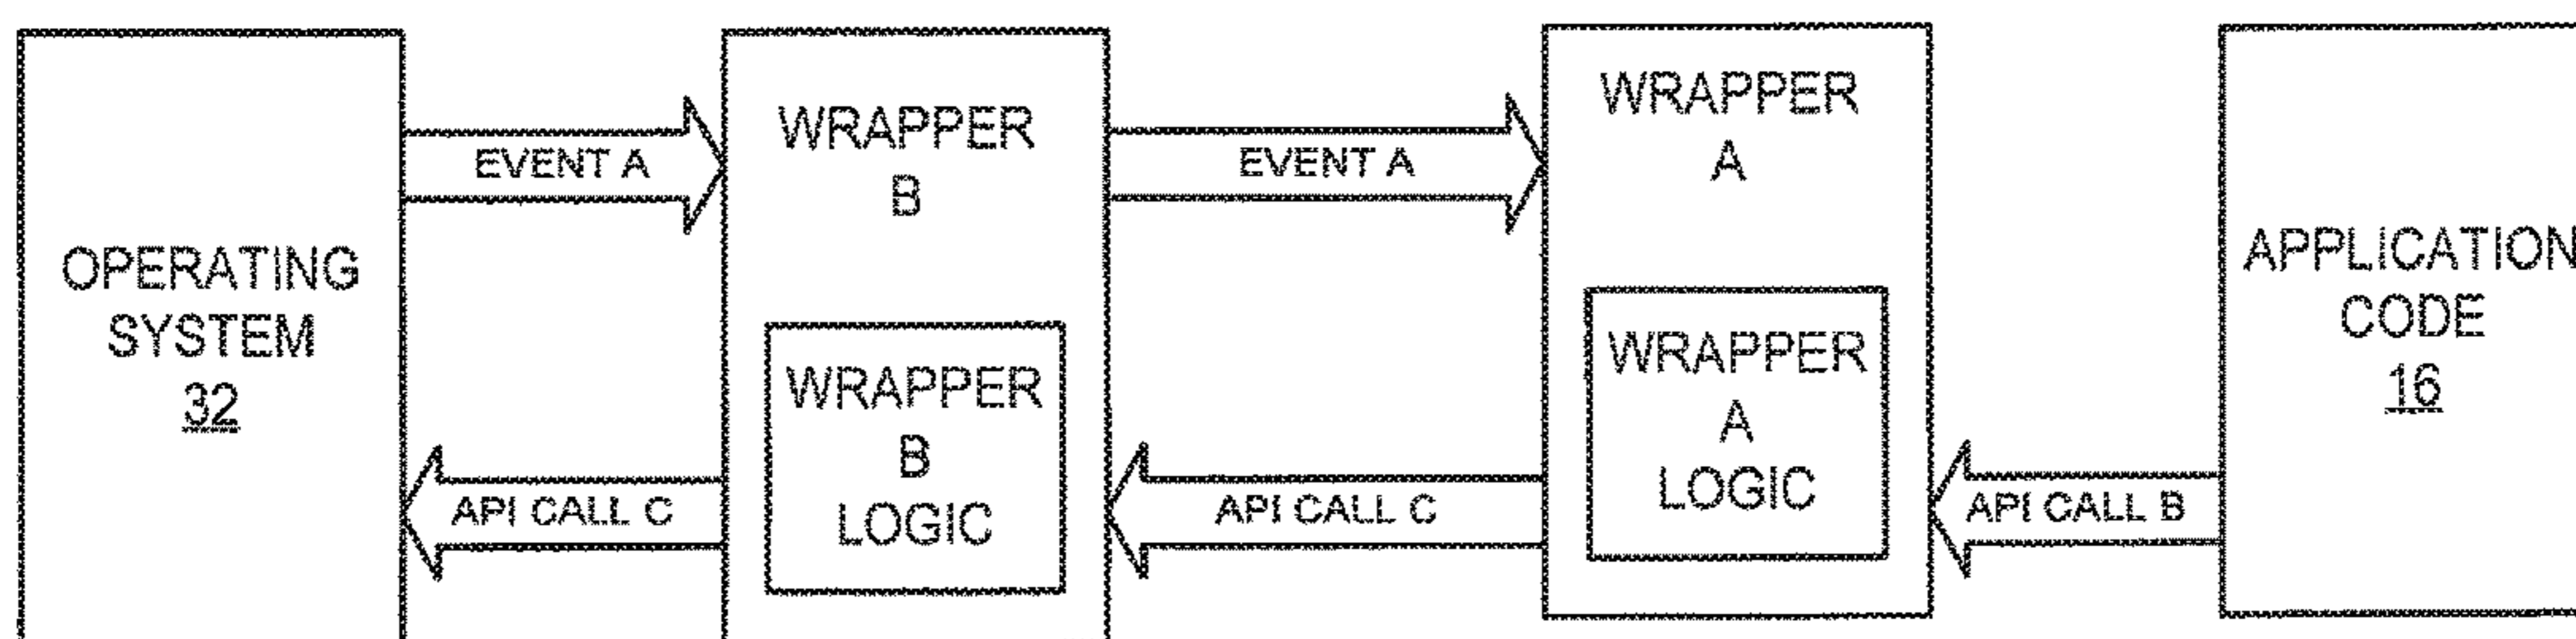 OPERATING
SYSTEM
32
EVENT A
API CALL C
WRAPPER
B
WRAPPER
B
LOGIC
EVENT A
API CALL C
WRAPPER
A
WRAPPER
A
LOGIC
API CALL B
APPLICATION
CODE
16